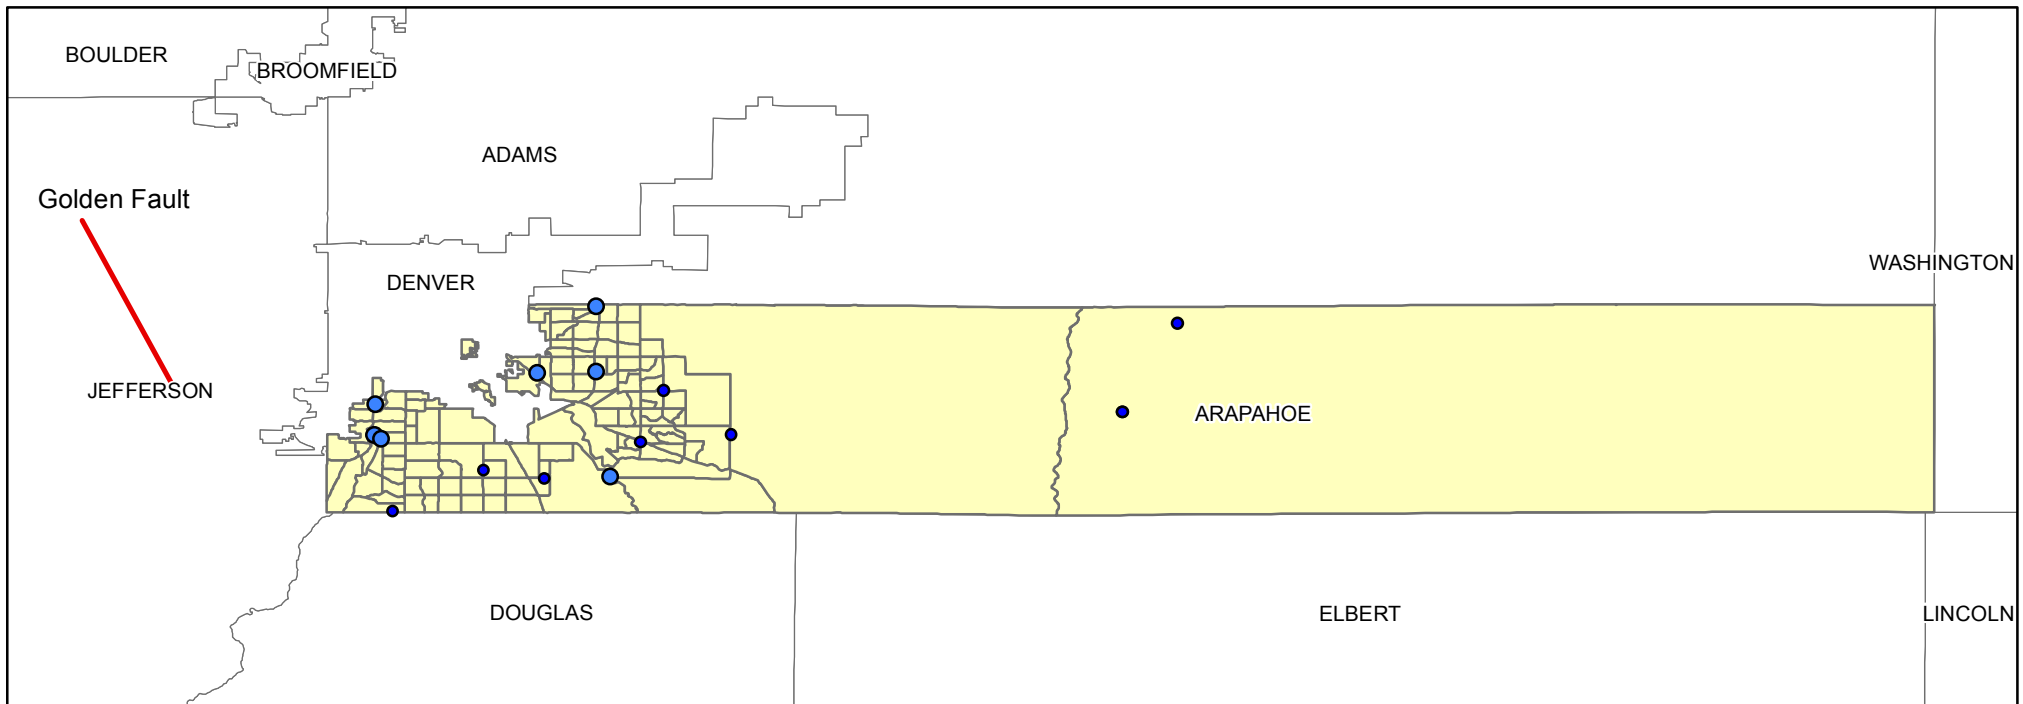 BOULDER
BROOMFIELD
ADAMS
Golden Fault
WASHINGTON
DENVER
JEFFERSON
ARAPAHOE
DOUGLAS
ELBERT
LINCOLN